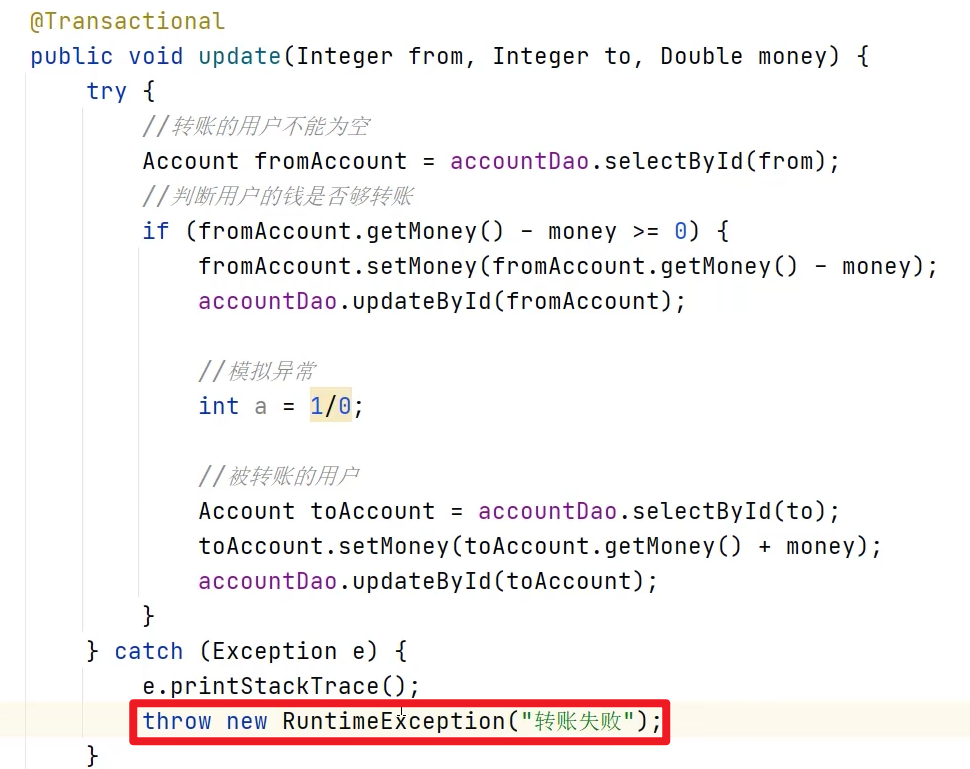 @Transactional
public void update(Integer from, Integer to, Double money) {
    try {
        //转账的用户不能为空
        Account fromAccount = accountDao.selectById(from);
        //判断用户的钱是否够转账
        if (fromAccount.getMoney() - money >= 0) {
            fromAccount.setMoney(fromAccount.getMoney() - money);
            accountDao.updateById(fromAccount);

            //模拟异常
            int a = 1/0;

            //被转账的用户
            Account toAccount = accountDao.selectById(to);
            toAccount.setMoney(toAccount.getMoney() + money);
            accountDao.updateById(toAccount);
        }
    } catch (Exception e) {
        e.printStackTrace();
        throw new RuntimeException("转账失败");
    }